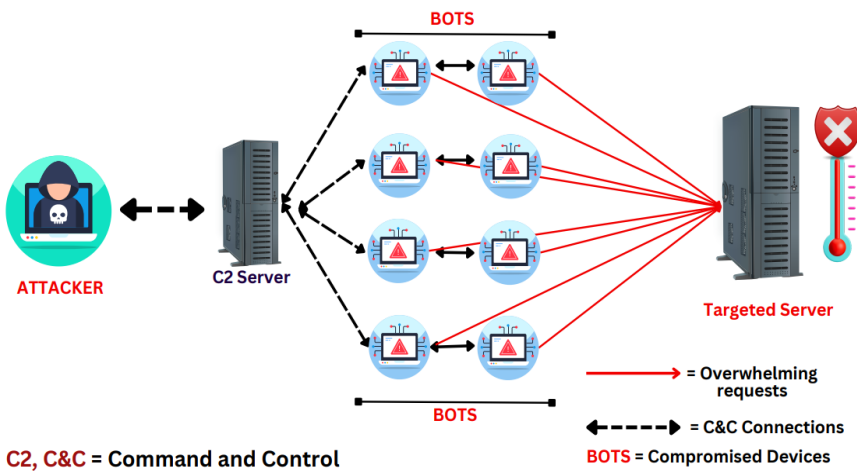 BOTS
C2 Server
ATTACKER
Targeted Server
BOTS
= Overwhelming
requests
= C&C Connections
BOTS = Compromised Devices
C2, C&C = Command and Control